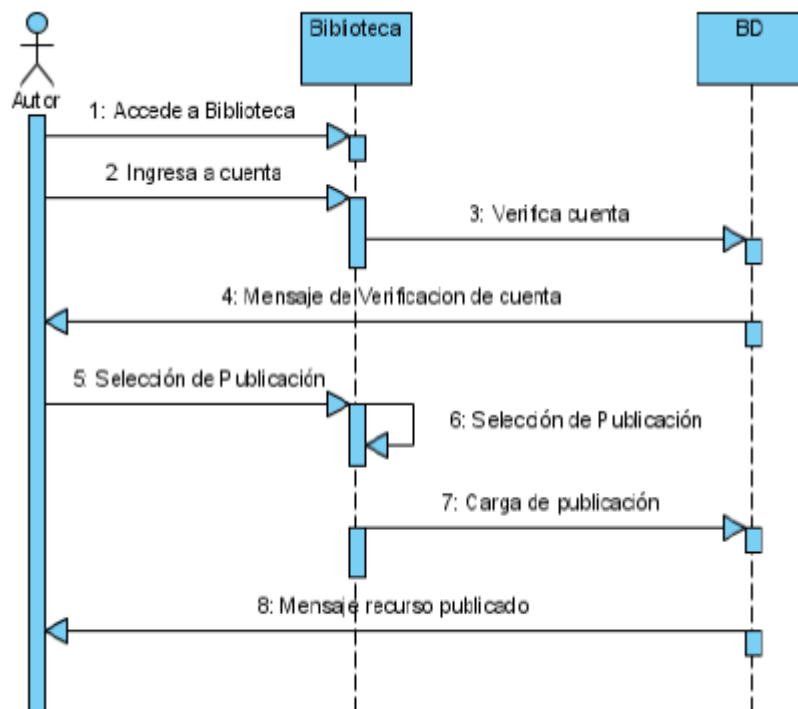 Biblioteca
BD
Autor
1: Accede a Biblioteca
2: Ingresa a cuenta
3: Verifica cuenta
4: Mensaje de Verificacion de cuenta
5: Selección de Publicación
6: Selección de Publicación
7: Carga de publicación
8: Mensaje recurso publicado